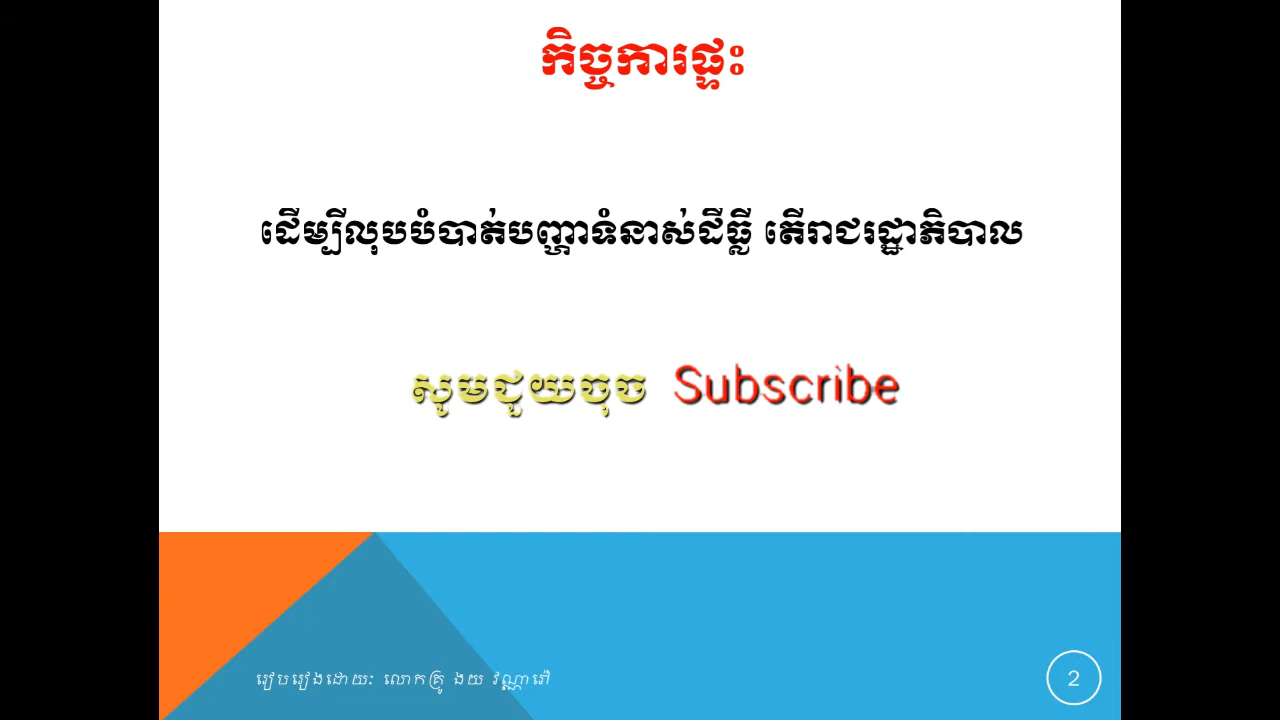 កិច្ចការផ្ទះ
ដើម្បីលុបបំបាត់បញ្ហាទំនាស់ដីធ្លី តើរាជរដ្ឋាភិបាល
សូមជួយចុច Subscribe
រៀបរៀងដោយ: លោកគ្រូ ងយ វណ្ណារ៉ៅ
2